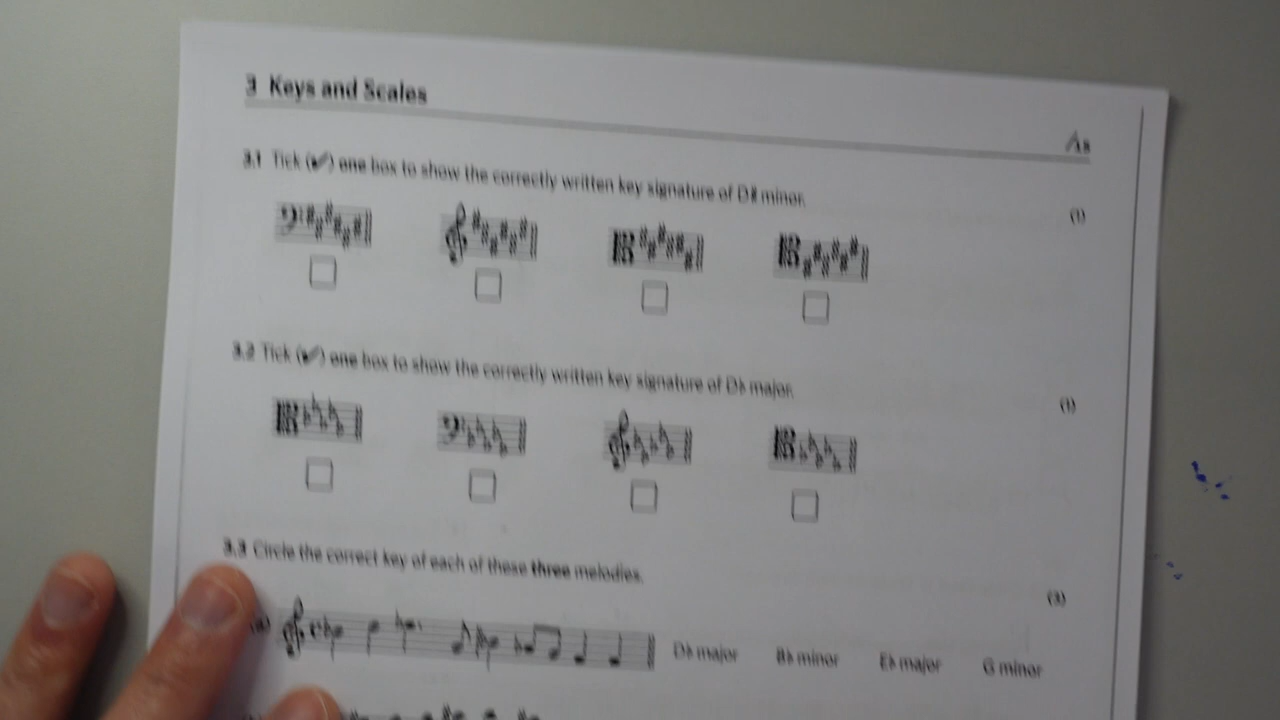 3 Keys and Scales
3.1 Tick (✔) one box to show the correctly written key signature of D# minor.
(1)
3.2 Tick (✔) one box to show the correctly written key signature of D♭ major.
(1)
3.3 Circle the correct key of each of these three melodies.
(3)
D♭ major B♭ minor E♭ major G minor